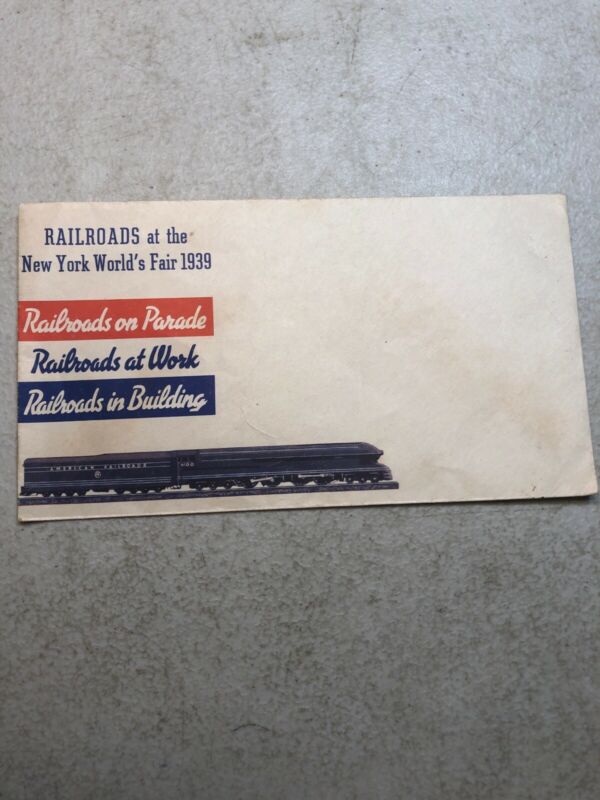 RAILROADS at the
New York World's Fair 1939
Railroads on Parade
Railroads at Work
Railroads in Building
AMERICAN RAILROADS
6100